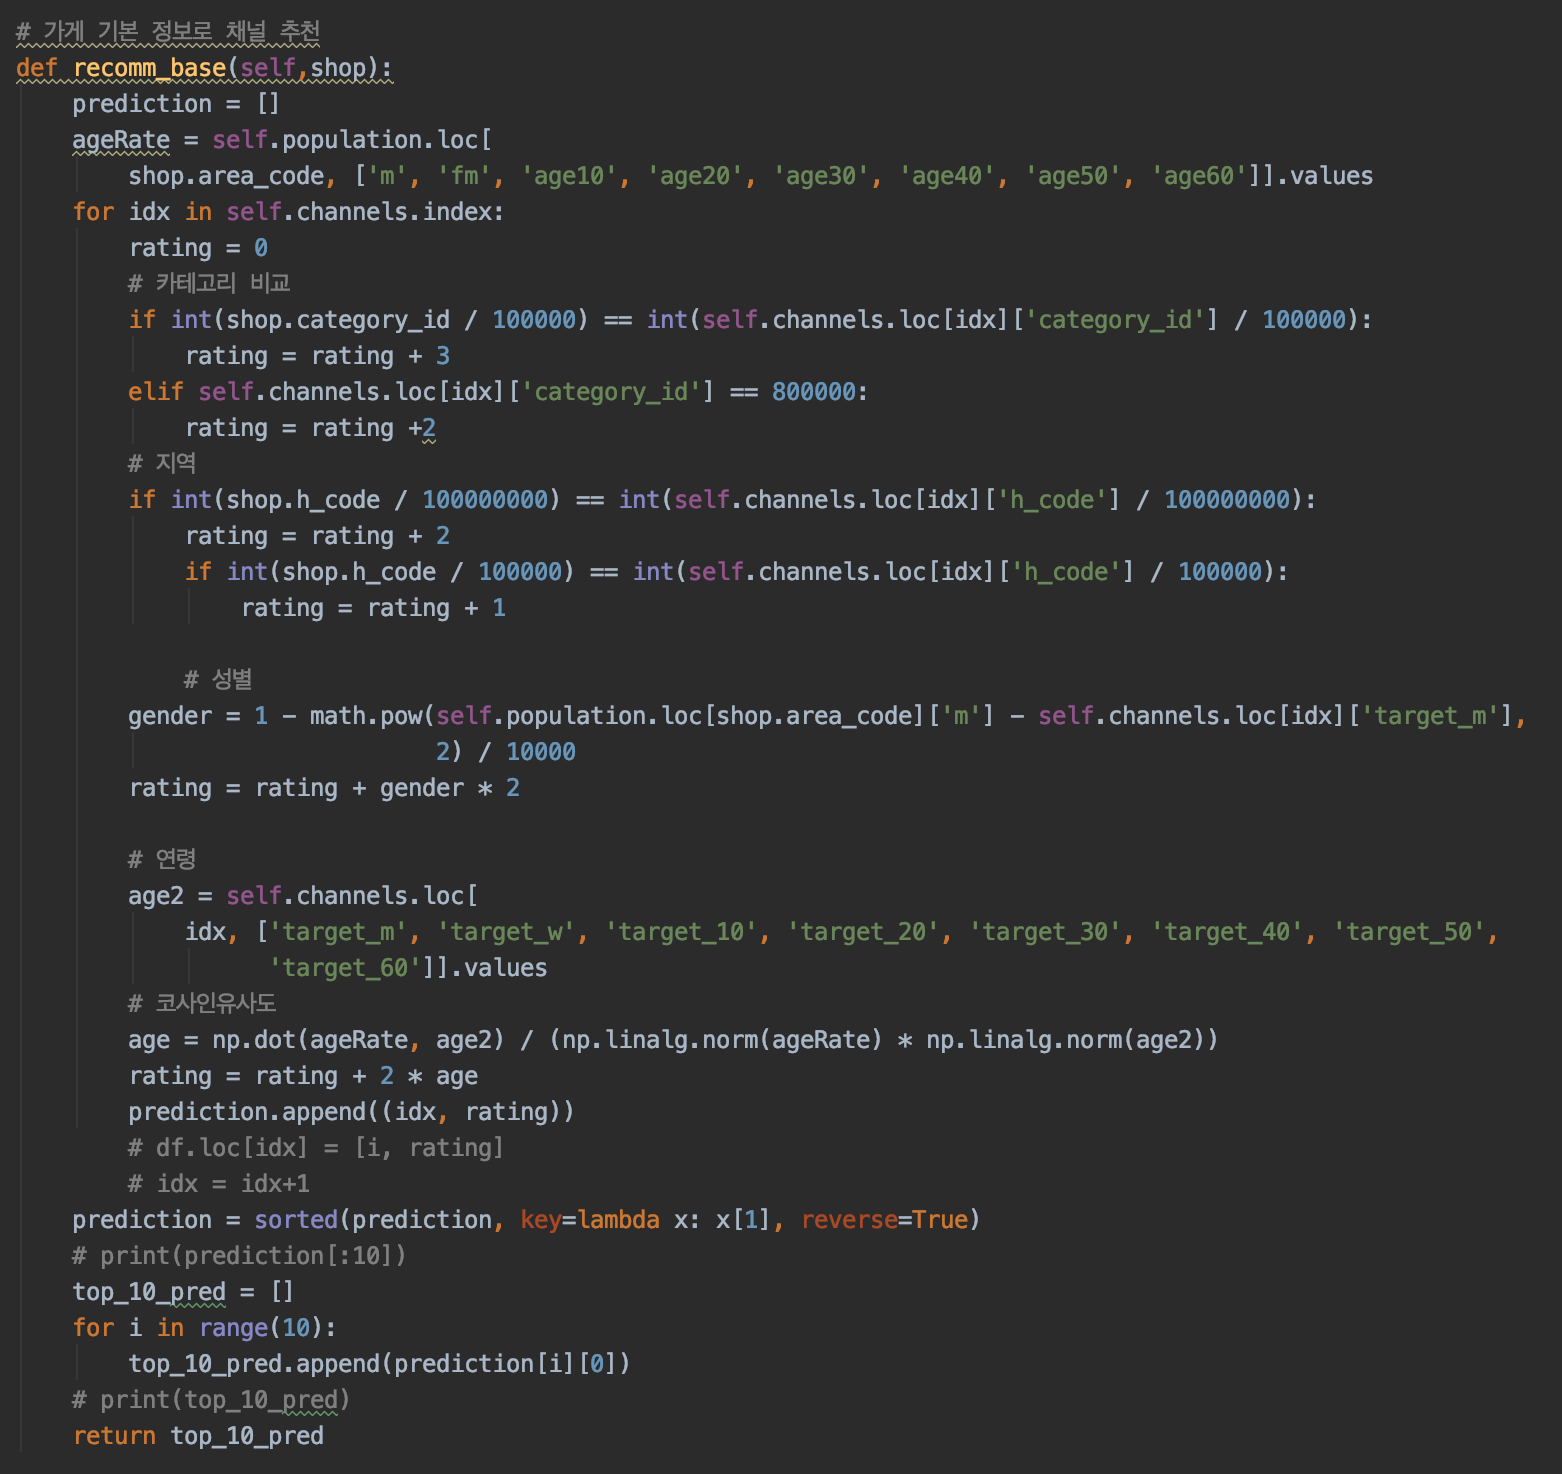 # 가게 기본 정보로 채널 추천
def recomm_base(self,shop):
    prediction = []
    ageRate = self.population.loc[
        shop.area_code, ['m', 'fm', 'age10', 'age20', 'age30', 'age40', 'age50', 'age60']].values
    for idx in self.channels.index:
        rating = 0
        # 카테고리 비교
        if int(shop.category_id / 100000) == int(self.channels.loc[idx]['category_id'] / 100000):
            rating = rating + 3
        elif self.channels.loc[idx]['category_id'] == 800000:
            rating = rating +2
        # 지역
        if int(shop.h_code / 100000000) == int(self.channels.loc[idx]['h_code'] / 100000000):
            rating = rating + 2
            if int(shop.h_code / 100000) == int(self.channels.loc[idx]['h_code'] / 100000):
                rating = rating + 1

            # 성별
        gender = 1 - math.pow(self.population.loc[shop.area_code]['m'] - self.channels.loc[idx]['target_m'],
                              2) / 10000
        rating = rating + gender * 2

        # 연령
        age2 = self.channels.loc[
            idx, ['target_m', 'target_w', 'target_10', 'target_20', 'target_30', 'target_40', 'target_50',
                  'target_60']].values
        # 코사인유사도
        age = np.dot(ageRate, age2) / (np.linalg.norm(ageRate) * np.linalg.norm(age2))
        rating = rating + 2 * age
        prediction.append((idx, rating))
        # df.loc[idx] = [i, rating]
        # idx = idx+1
    prediction = sorted(prediction, key=lambda x: x[1], reverse=True)
    # print(prediction[:10])
    top_10_pred = []
    for i in range(10):
        top_10_pred.append(prediction[i][0])
    # print(top_10_pred)
    return top_10_pred